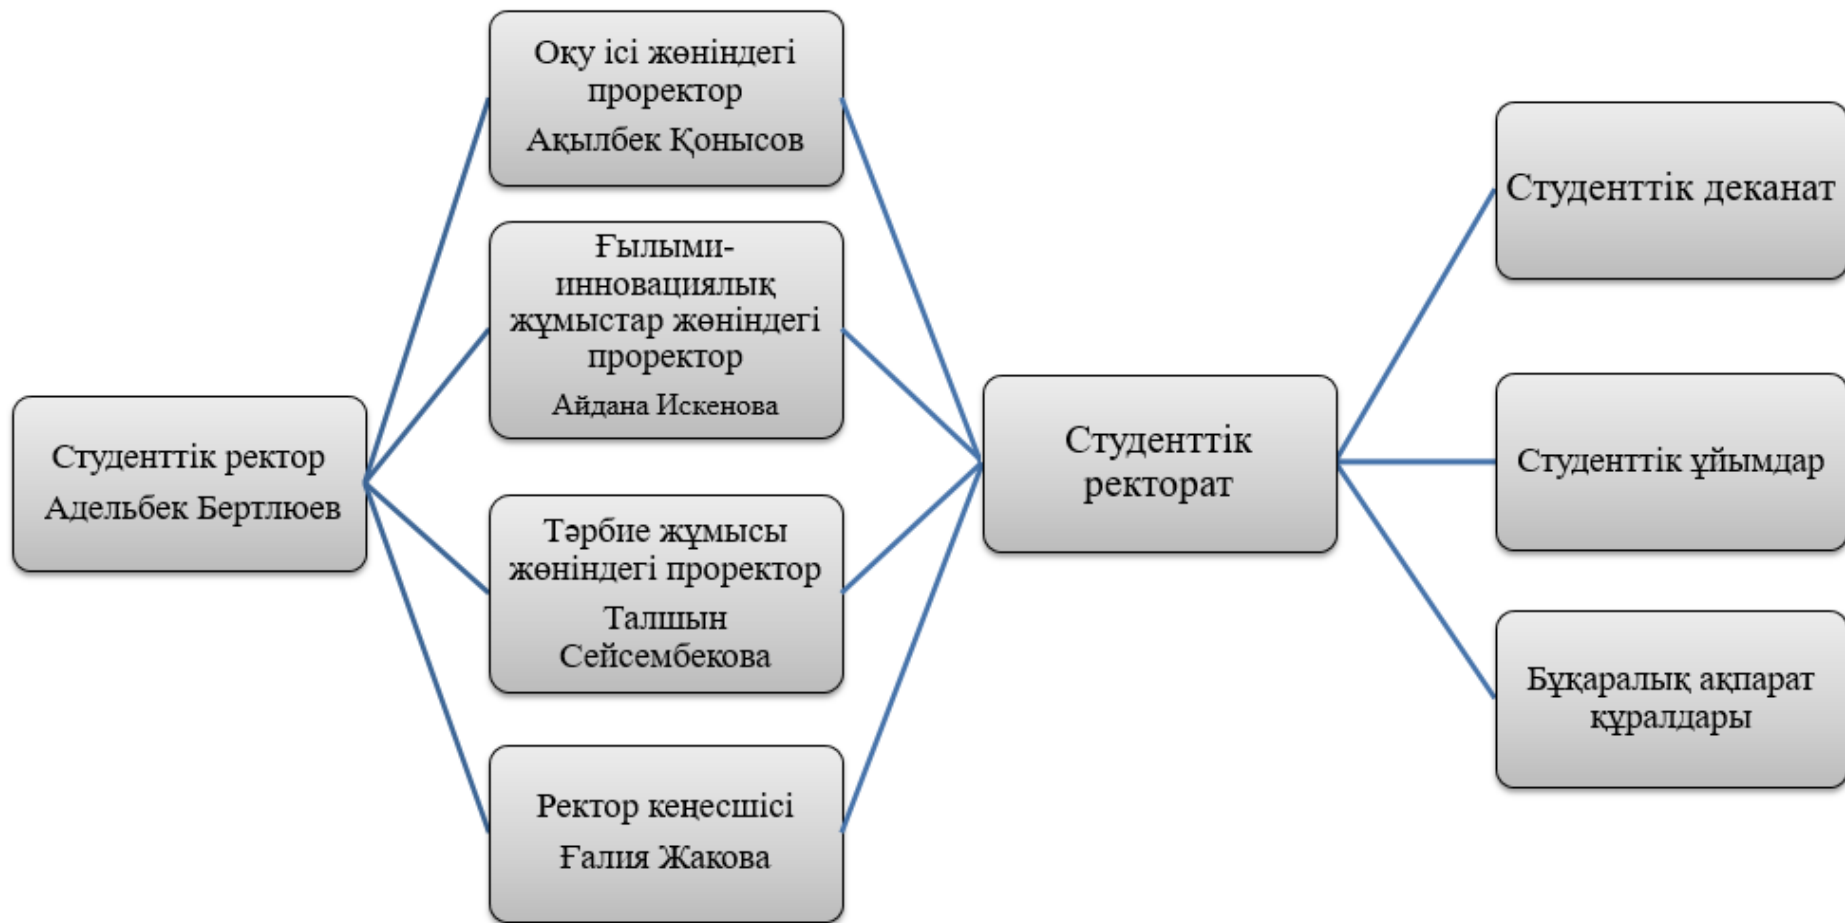 Студенттік ректор
Адельбек Бертлюев
Оқу ісі жөніндегі
проректор
Ақылбек Қонысов
Ғылыми-
инновациялық
жұмыстар жөніндегі
проректор
Айдана Искенова
Тәрбие жұмысы
жөніндегі проректор
Талшын
Сейсембекова
Ректор кеңесшісі
Ғалия Жакова
Студенттік
ректорат
Студенттік деканат
Студенттік ұйымдар
Бұқаралық ақпарат
құралдары